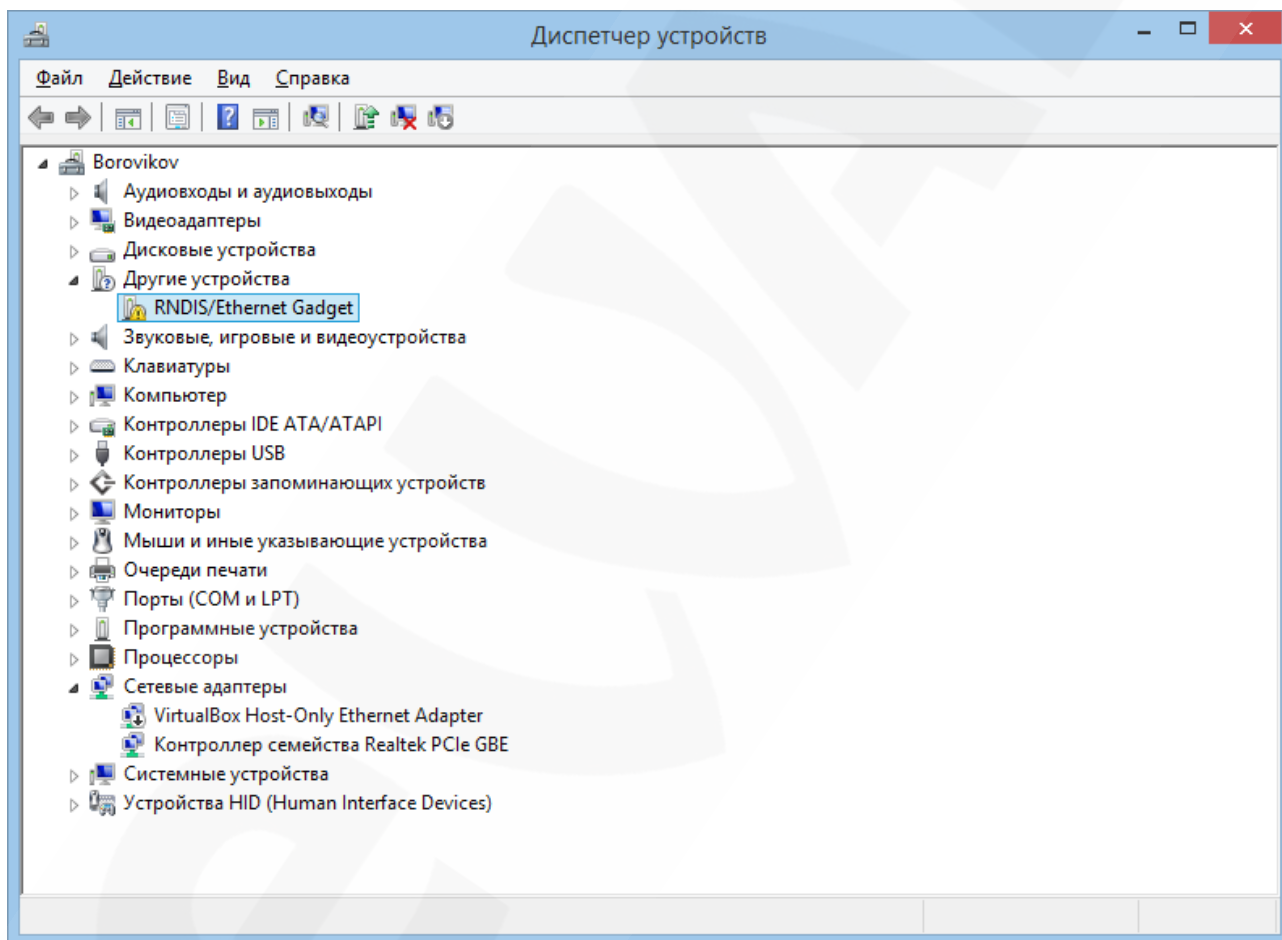 Диспетчер устройств
Файл Действие Вид Справка
Borovikov
Аудиовходы и аудиовыходы
Видеоадаптеры
Дисковые устройства
Другие устройства
RNDIS/Ethernet Gadget
Звуковые, игровые и видеоустройства
Клавиатуры
Компьютер
Контроллеры IDE ATA/ATAPI
Контроллеры USB
Контроллеры запоминающих устройств
Мониторы
Мыши и иные указывающие устройства
Очереди печати
Порты (COM и LPT)
Программные устройства
Процессоры
Сетевые адаптеры
VirtualBox Host-Only Ethernet Adapter
Контроллер семейства Realtek PCIe GBE
Системные устройства
Устройства HID (Human Interface Devices)